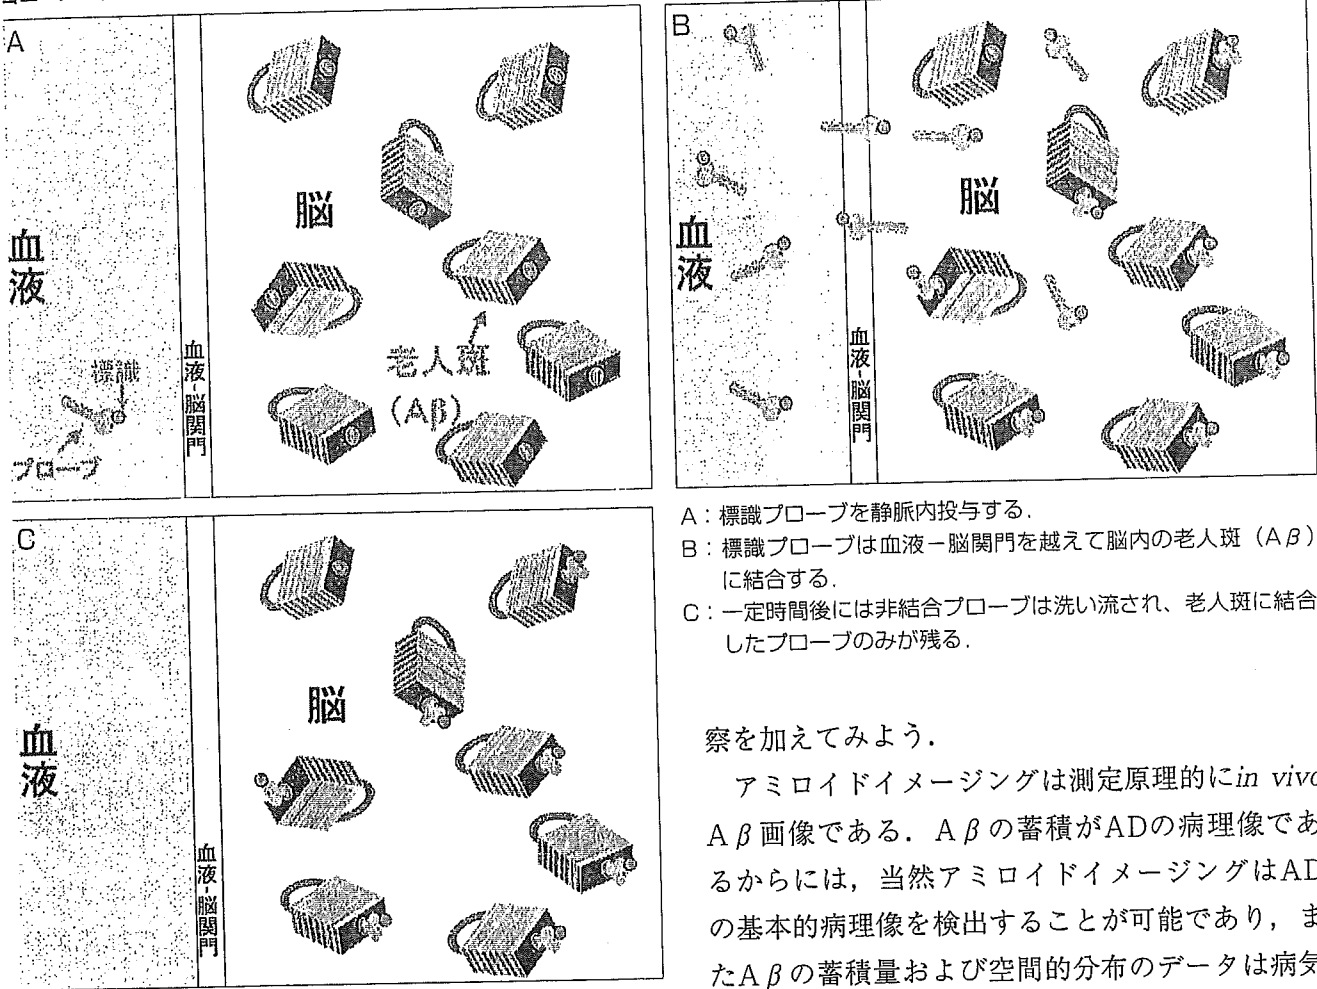 A
血液
脳
標識
プローブ
血液-脳関門
老人斑
(Aβ)
B
血液
脳
血液-脳関門
C
血液
脳
血液-脳関門
A：標識プローブを静脈内投与する．
B：標識プローブは血液－脳関門を越えて脳内の老人斑（Aβ）
に結合する．
C：一定時間後には非結合プローブは洗い流され、老人斑に結合
したプローブのみが残る．
察を加えてみよう．
アミロイドイメージングは測定原理的にin vivo
Aβ画像である．Aβの蓄積がADの病理像であ
るからには，当然アミロイドイメージングはAD
の基本的病理像を検出することが可能であり，ま
たAβの蓄積量および空間的分布のデータは病気